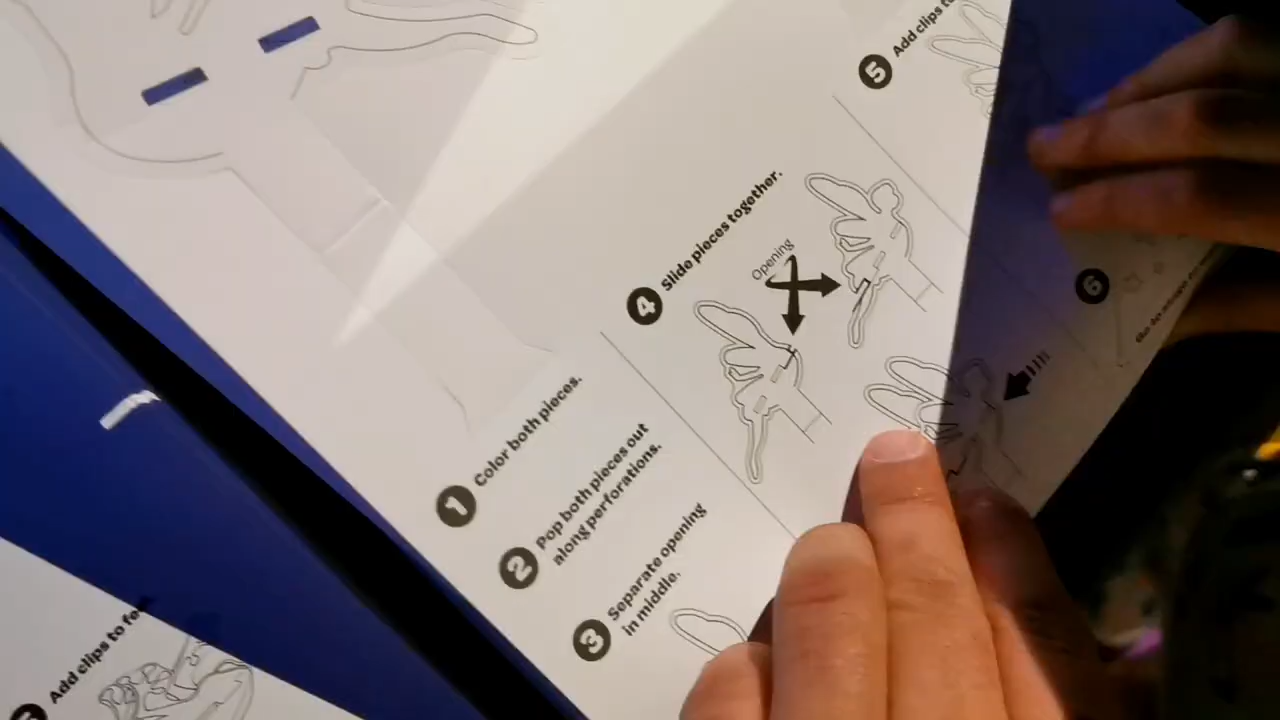 1 Color both pieces.
2 Pop both pieces out
along perforations.
3 Separate opening
in middle.
4 Slide pieces together.
Opening
5 Add clips
6
Add clips to